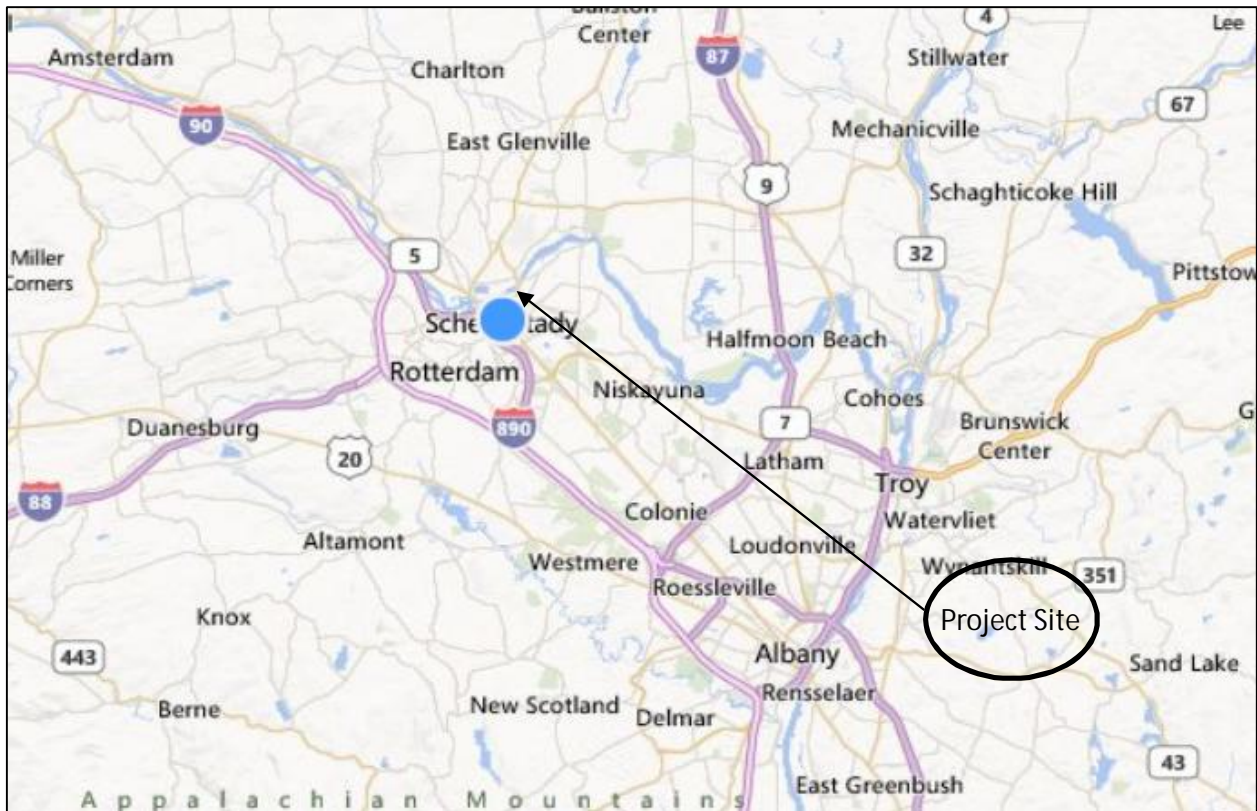 Center
4
Lee
Amsterdam
87
Stillwater
Charlton
67
90
East Glenville
Mechanicville
9
Schaghticoke Hill
5
32
Miller
Corners
Pittstow
Sche tady
Halfmoon Beach
Rotterdam
Niskayuna
Cohoes
7
Brunswick
Center
890
Duanesburg
20
Latham
Troy
88
Colonie
Watervliet
Altamont
Loudonville
Westmere
Wynantskill
351
Roessleville
Knox
Project Site
443
Albany
Sand Lake
Rensselaer
Berne
New Scotland
Delmar
43
East Greenbush
Appalachian Mountains